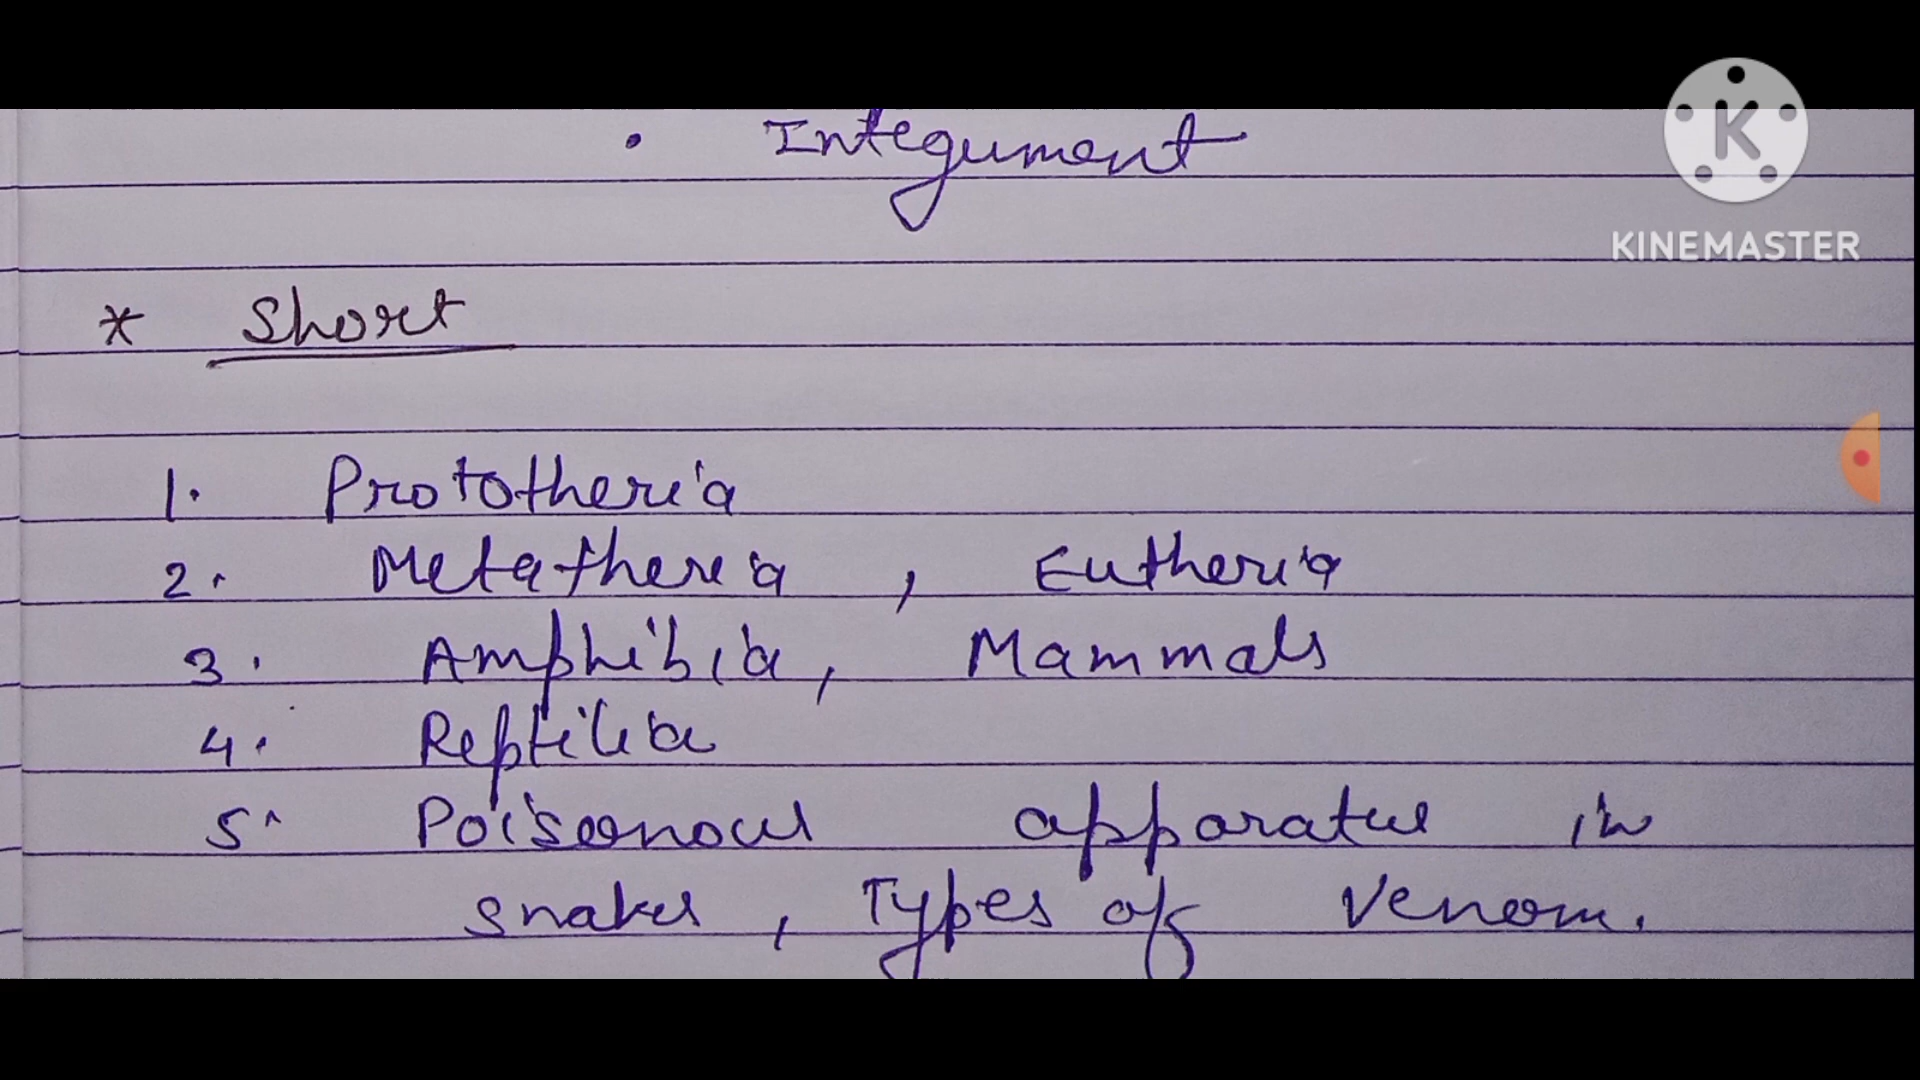 • Integument
K
KINEMASTER
* Short
1. Prototheria
2. Metatheria, Eutheria
3. Amphibia, Mammals
4. Reptilia
5. Poisonous apparatus in
snakes, Types of Venom.